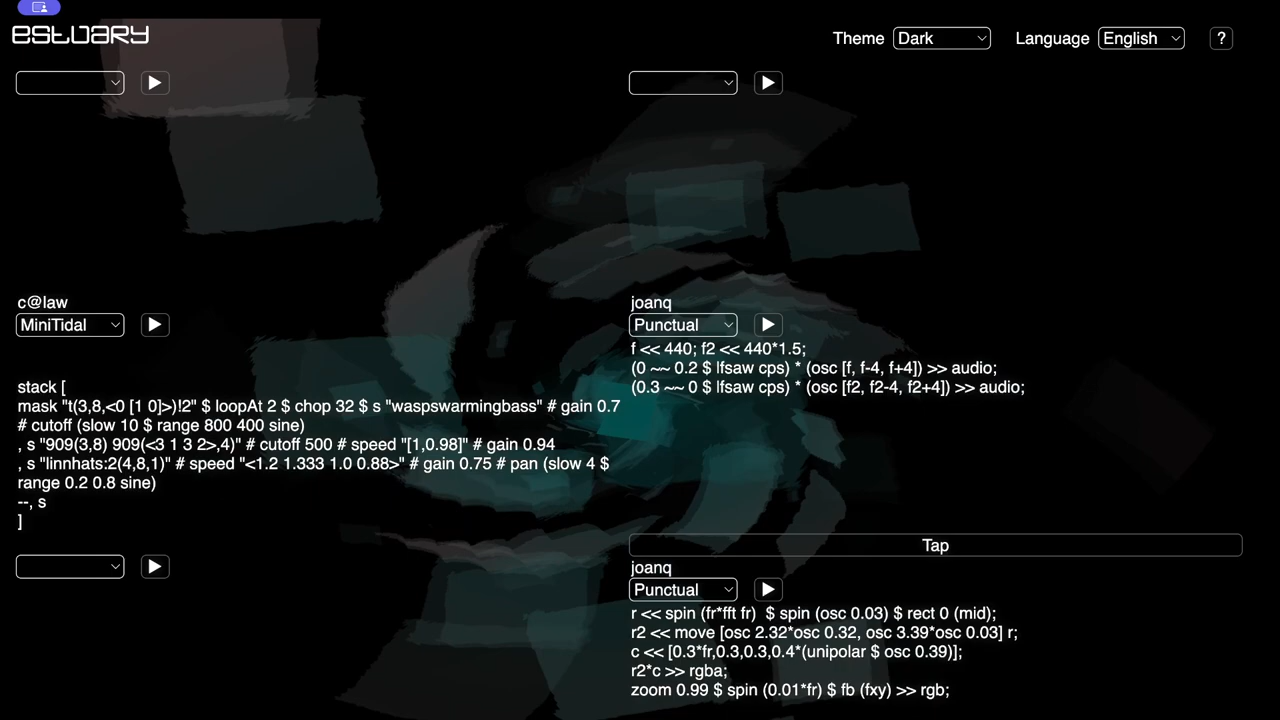 estuary
Theme Dark Language English ?
c@law
MiniTidal
stack [
mask "t(3,8,<0 [1 0]>)!2" $ loopAt 2 $ chop 32 $ s "waspswarmingbass" # gain 0.7
# cutoff (slow 10 $ range 800 400 sine)
, s "909(3,8) 909(<3 1 3 2>,4)" # cutoff 500 # speed "[1,0.98]" # gain 0.94
, s "linnhats:2(4,8,1)" # speed "<1.2 1.333 1.0 0.88>" # gain 0.75 # pan (slow 4 $
range 0.2 0.8 sine)
--, s
]
joanq
Punctual
f << 440; f2 << 440*1.5;
(0 ~~ 0.2 $ lfsaw cps) * (osc [f, f-4, f+4]) >> audio;
(0.3 ~~ 0 $ lfsaw cps) * (osc [f2, f2-4, f2+4]) >> audio;
Tap
joanq
Punctual
r << spin (fr*fft fr)  $ spin (osc 0.03) $ rect 0 (mid);
r2 << move [osc 2.32*osc 0.32, osc 3.39*osc 0.03] r;
c << [0.3*fr,0.3,0.3,0.4*(unipolar $ osc 0.39)];
r2*c >> rgba;
zoom 0.99 $ spin (0.01*fr) $ fb (fxy) >> rgb;